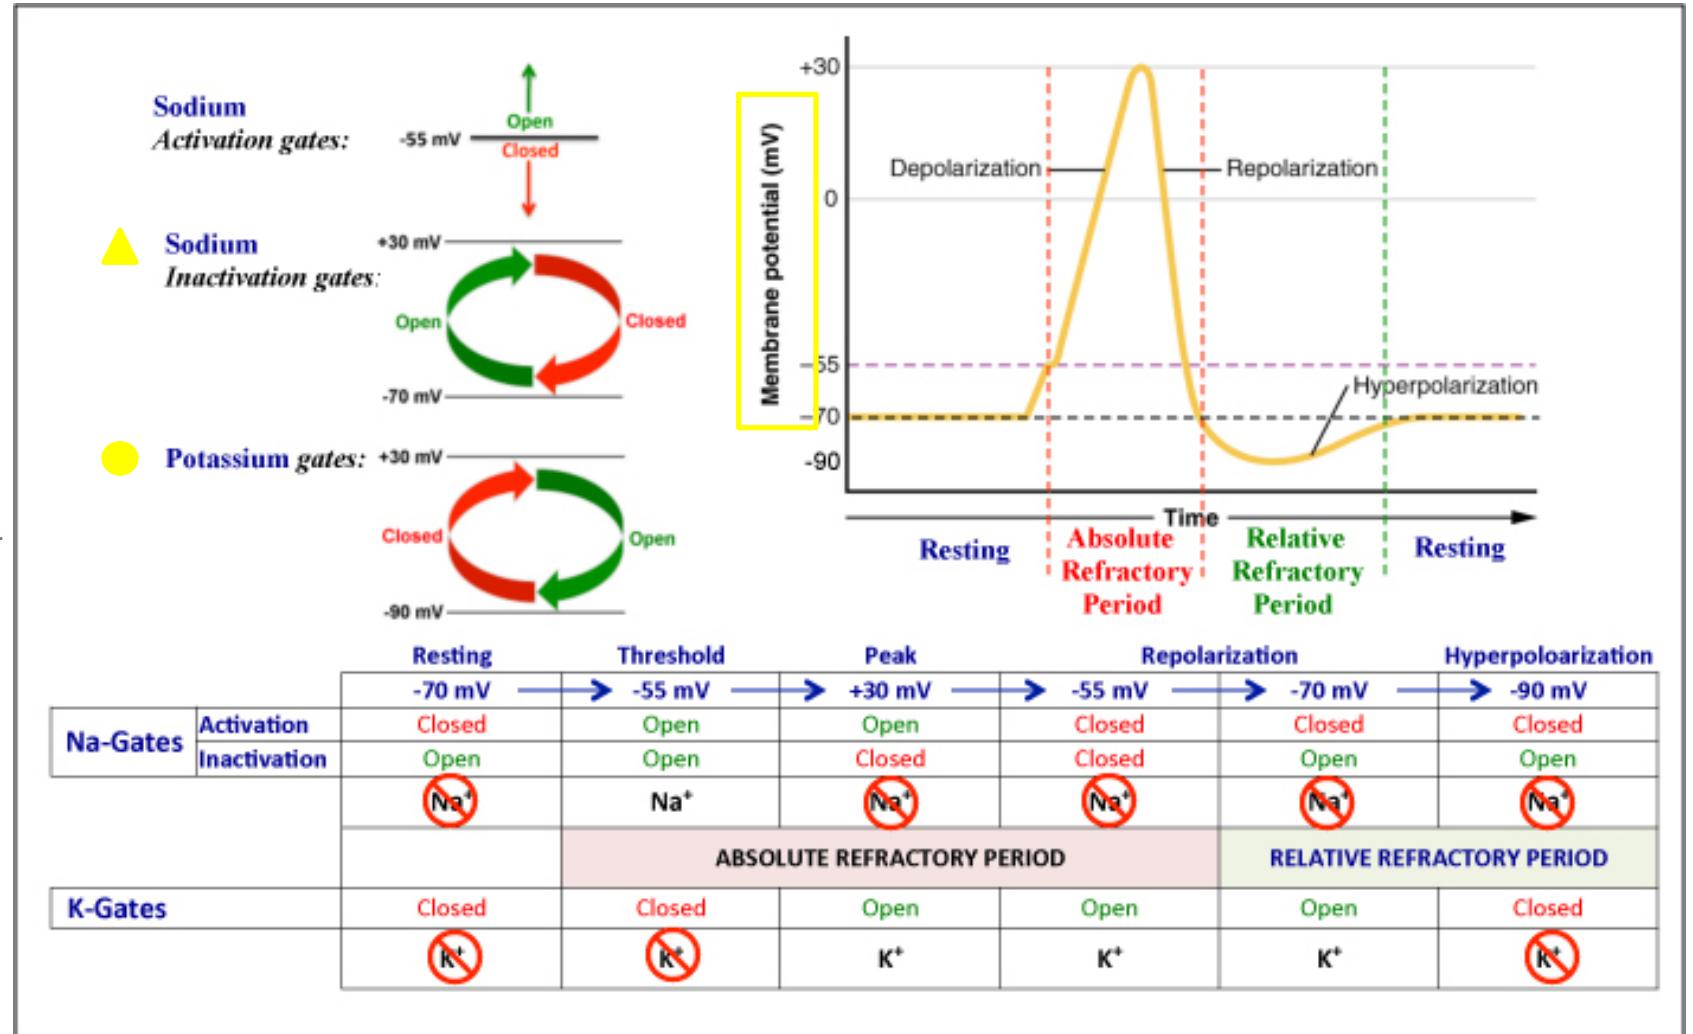 Sodium
Activation gates:
-55 mV
Open
Closed
Sodium
Inactivation gates:
+30 mV
Open
Closed
-70 mV
Potassium gates:
+30 mV
Closed
Open
-90 mV
Membrane potential (mV)
+30
0
-55
-70
-90
Depolarization
Repolarization
Hyperpolarization
Time
Resting
Absolute
Refractory
Period
Relative
Refractory
Period
Resting
Resting Threshold Peak Repolarization Hyperpoloarization
-70 mV -55 mV +30 mV -55 mV -70 mV -90 mV
Na-Gates
Activation Closed Open Open Closed Closed Closed
Inactivation Open Open Closed Closed Open Open
Na⁺ Na⁺ Na⁺ Na⁺ Na⁺ Na⁺
ABSOLUTE REFRACTORY PERIOD RELATIVE REFRACTORY PERIOD
K-Gates Closed Closed Open Open Open Closed
K⁺ K⁺ K⁺ K⁺ K⁺ K⁺